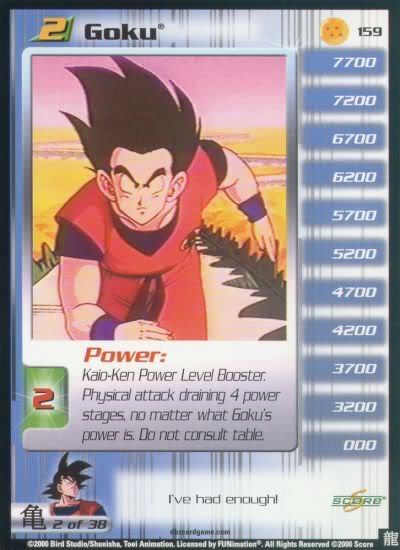 2 Goku® 159
7700
7200
6700
6200
5700
5200
4700
4200
3700
3200
000
Power:
2
Kaio-Ken Power Level Booster.
Physical attack draining 4 power
stages, no matter what Goku's
power is. Do not consult table.
亀 2 of 38
I've had enough!
SCORE
dbzcardgame.com
©2000 Bird Studio/Shueisha, Toei Animation. Licensed by FUNimation®. All Rights Reserved. ©2000 Score
龍